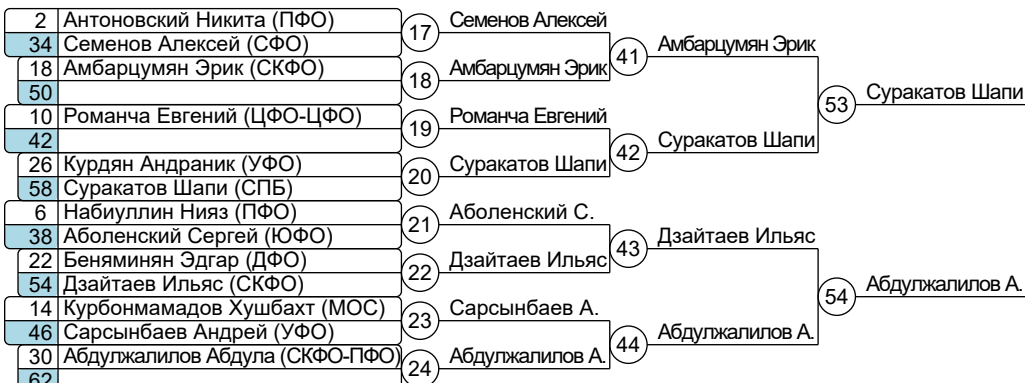 2 Антоновский Никита (ПФО)
34 Семенов Алексей (СФО)
18 Амбарцумян Эрик (СКФО)
50
10 Романча Евгений (ЦФО-ЦФО)
42
26 Курдян Андраник (УФО)
58 Суракатов Шапи (СПБ)
6 Набиуллин Нияз (ПФО)
38 Аболенский Сергей (ЮФО)
22 Беняминян Эдгар (ДФО)
54 Дзайтаев Ильяс (СКФО)
14 Курбонмамадов Хушбахт (МОС)
46 Сарсынбаев Андрей (УФО)
30 Абдулжалилов Абдула (СКФО-ПФО)
62
17 Семенов Алексей
18 Амбарцумян Эрик
19 Романча Евгений
20 Суракатов Шапи
21 Аболенский С.
22 Дзайтаев Ильяс
23 Сарсынбаев А.
24 Абдулжалилов А.
41 Амбарцумян Эрик
42 Суракатов Шапи
43 Дзайтаев Ильяс
44 Абдулжалилов А.
53 Суракатов Шапи
54 Абдулжалилов А.